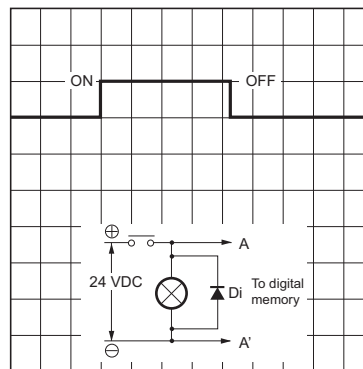 ON OFF
⊕
A
24 VDC
Di
To digital
memory
⊖
A'